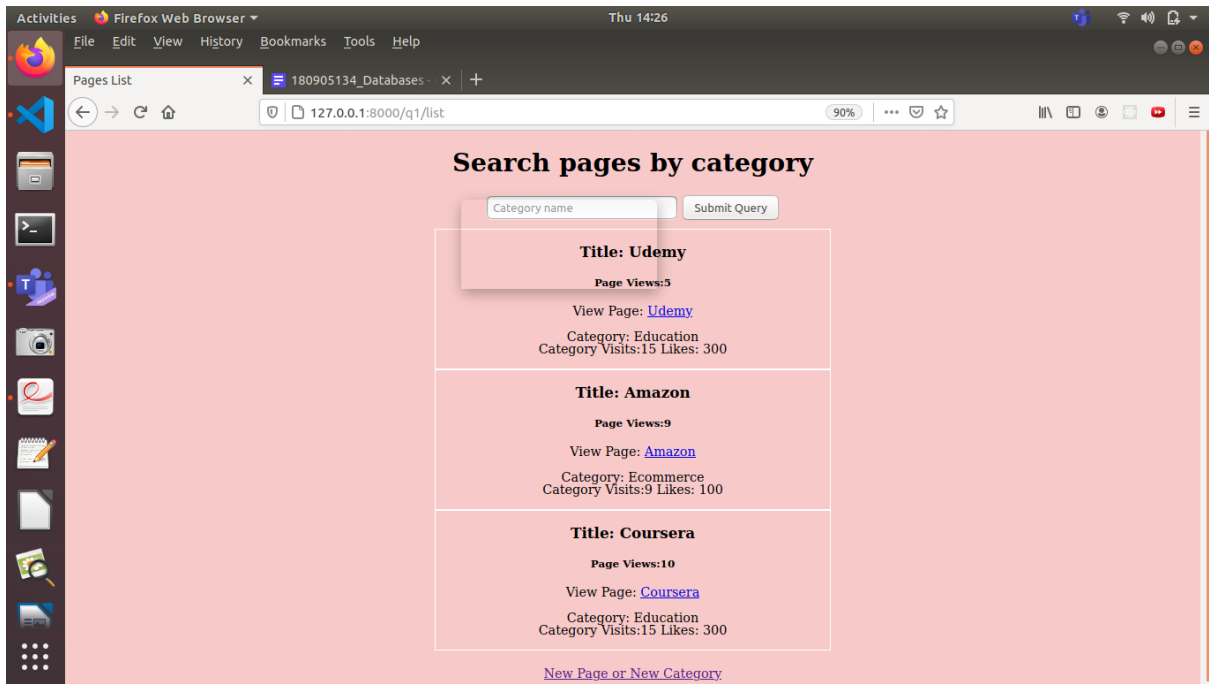 Activities Firefox Web Browser Thu 14:26
File Edit View History Bookmarks Tools Help
Pages List 180905134_Databases -
127.0.0.1:8000/q1/list 90%
Search pages by category
Category name Submit Query
Title: Udemy
Page Views:5
View Page: Udemy
Category: Education
Category Visits:15 Likes: 300
Title: Amazon
Page Views:9
View Page: Amazon
Category: Ecommerce
Category Visits:9 Likes: 100
Title: Coursera
Page Views:10
View Page: Coursera
Category: Education
Category Visits:15 Likes: 300
New Page or New Category